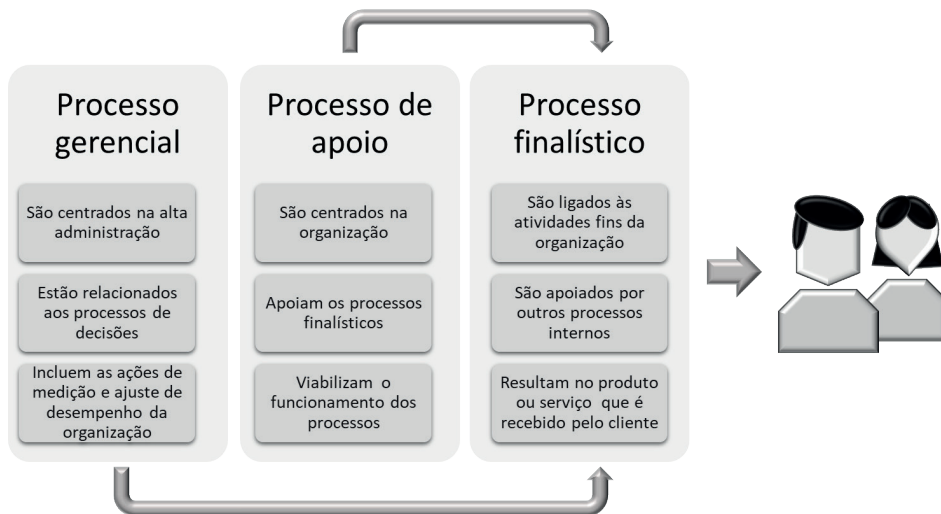 Processo
gerencial
São centrados na alta
administração
Estão relacionados
aos processos de
decisões
Incluem as ações de
medição e ajuste de
desempenho da
organização
Processo de
apoio
São centrados na
organização
Apoiam os processos
finalísticos
Viabilizam o
funcionamento dos
processos
Processo
finalístico
São ligados às
atividades fins da
organização
São apoiados por
outros processos
internos
Resultam no produto
ou serviço que é
recebido pelo cliente